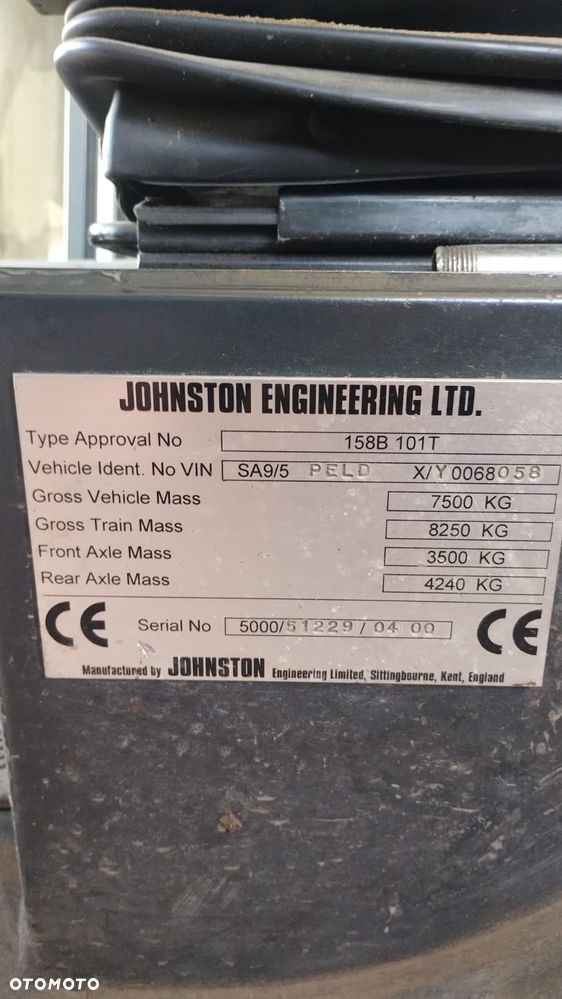 JOHNSTON ENGINEERING LTD.
Type Approval No 158B 101T
Vehicle Ident. No VIN SA9/5 PELD X/Y0068058
Gross Vehicle Mass 7500 KG
Gross Train Mass 8250 KG
Front Axle Mass 3500 KG
Rear Axle Mass 4240 KG
CE Serial No 5000/51229/04 00 CE
Manufactured by JOHNSTON Engineering Limited, Sittingbourne, Kent, England
OTOMOTO